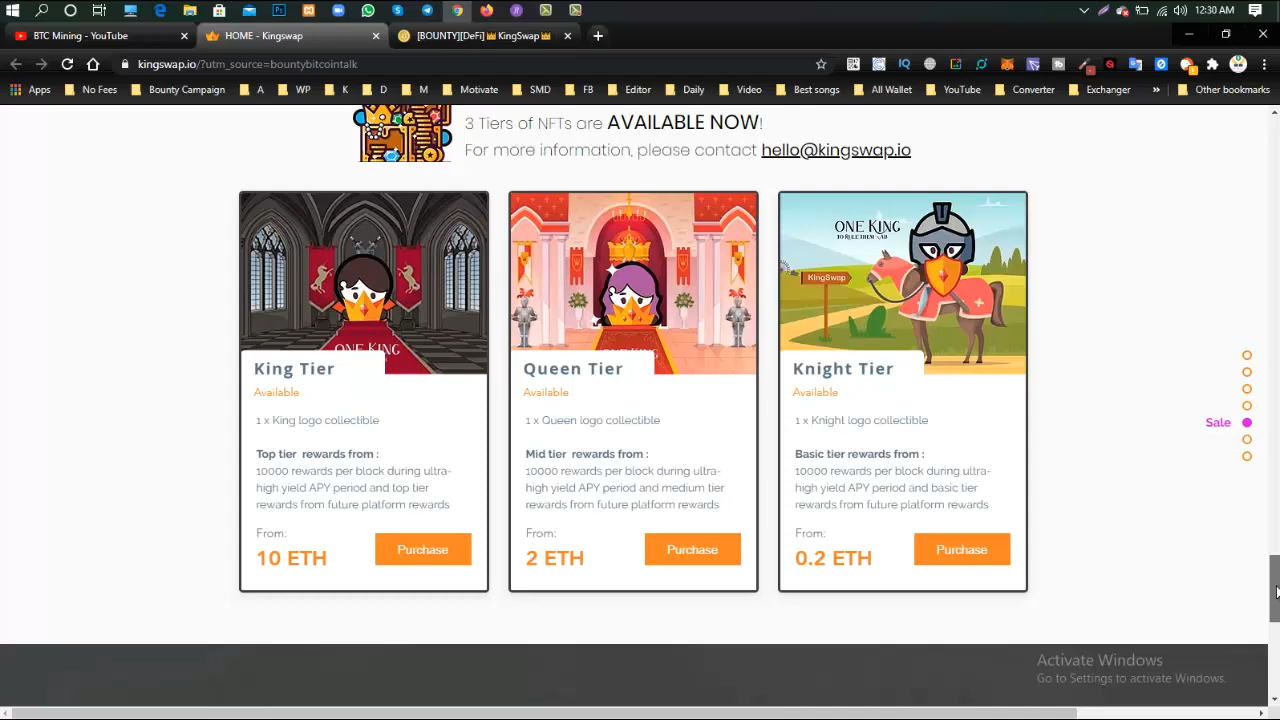 12:30 AM
BTC Mining - YouTube
HOME - Kingswap
[BOUNTY][DeFi] 👑 KingSwap 👑
kingswap.io/?utm_source=bountybitcointalk
Apps
No Fees
Bounty Campaign
A
WP
K
D
M
Motivate
SMD
FB
Editor
Daily
Video
Best songs
All Wallet
YouTube
Converter
Exchanger
»
Other bookmarks
3 Tiers of NFTs are AVAILABLE NOW!
For more information, please contact hello@kingswap.io
ONE KING
King Tier
Available
1 x King logo collectible
Top tier rewards from :
10000 rewards per block during ultra-
high yield APY period and top tier
rewards from future platform rewards
From:
10 ETH
Purchase
Queen Tier
Available
1 x Queen logo collectible
Mid tier rewards from :
10000 rewards per block during ultra-
high yield APY period and medium tier
rewards from future platform rewards
From:
2 ETH
Purchase
ONE KING
TO RULE THEM ALL
KingSwap
Knight Tier
Available
1 x Knight logo collectible
Basic tier rewards from :
10000 rewards per block during ultra-
high yield APY period and basic tier
rewards from future platform rewards
From:
0.2 ETH
Purchase
Sale
Activate Windows
Go to Settings to activate Windows.